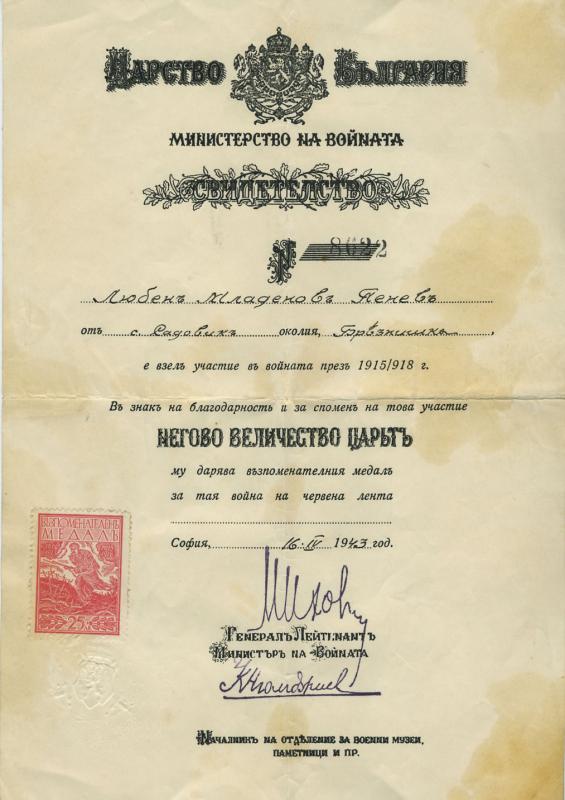 Царство България
Министерство на Войната
Свидетелство
№ 8622
Любенъ Младеновъ Пеневъ
отъ с. Садовикъ околия, Брѣзнишка,
е взелъ участие въ войната презъ 1915/918 г.
Въ знакъ на благодарность и за споменъ на това участие
Негово Величество Царьтъ
му дарява възпоменателния медалъ
за тая война на червена лента
София, 16·IV 1943 год.
ВЪЗПОМЕНАТЕЛЕНЪ
МЕДАЛЪ
25
Генералъ Лейтенантъ
Министъръ на Войната
Началникъ на отдѣление за военни музеи,
паметници и пр.